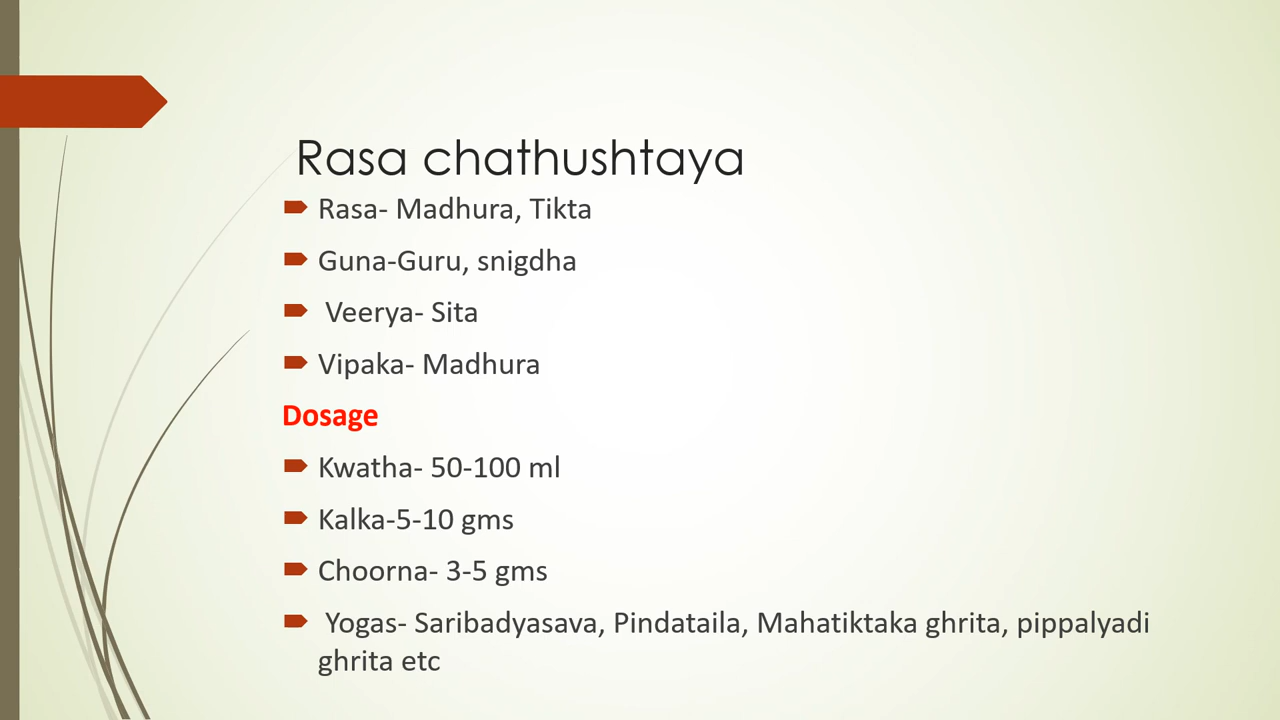 Rasa chathushtaya
Rasa- Madhura, Tikta
Guna-Guru, snigdha
Veerya- Sita
Vipaka- Madhura
Dosage
Kwatha- 50-100 ml
Kalka-5-10 gms
Choorna- 3-5 gms
Yogas- Saribadyasava, Pindataila, Mahatiktaka ghrita, pippalyadi
ghrita etc